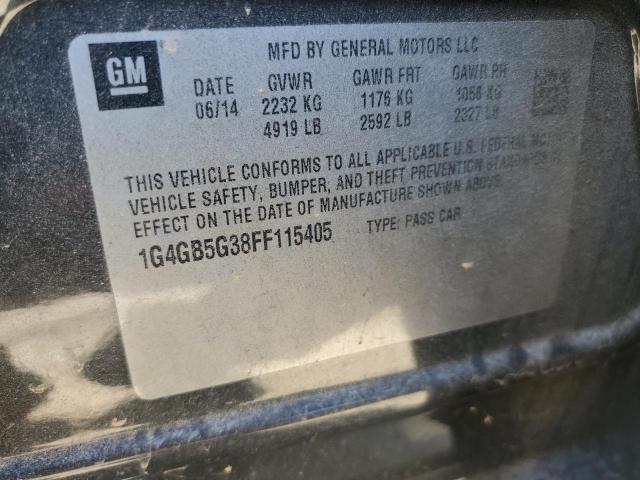 GM
MFD BY GENERAL MOTORS LLC
DATE GVWR GAWR FRT GAWR RR
06/14 2232 KG 1176 KG 1056 KG
4919 LB 2592 LB 2327 LB
THIS VEHICLE CONFORMS TO ALL APPLICABLE U.S. FEDERAL
VEHICLE SAFETY, BUMPER, AND THEFT PREVENTION STANDARDS
EFFECT ON THE DATE OF MANUFACTURE SHOWN ABOVE.
1G4GB5G38FF115405 TYPE: PASS CAR